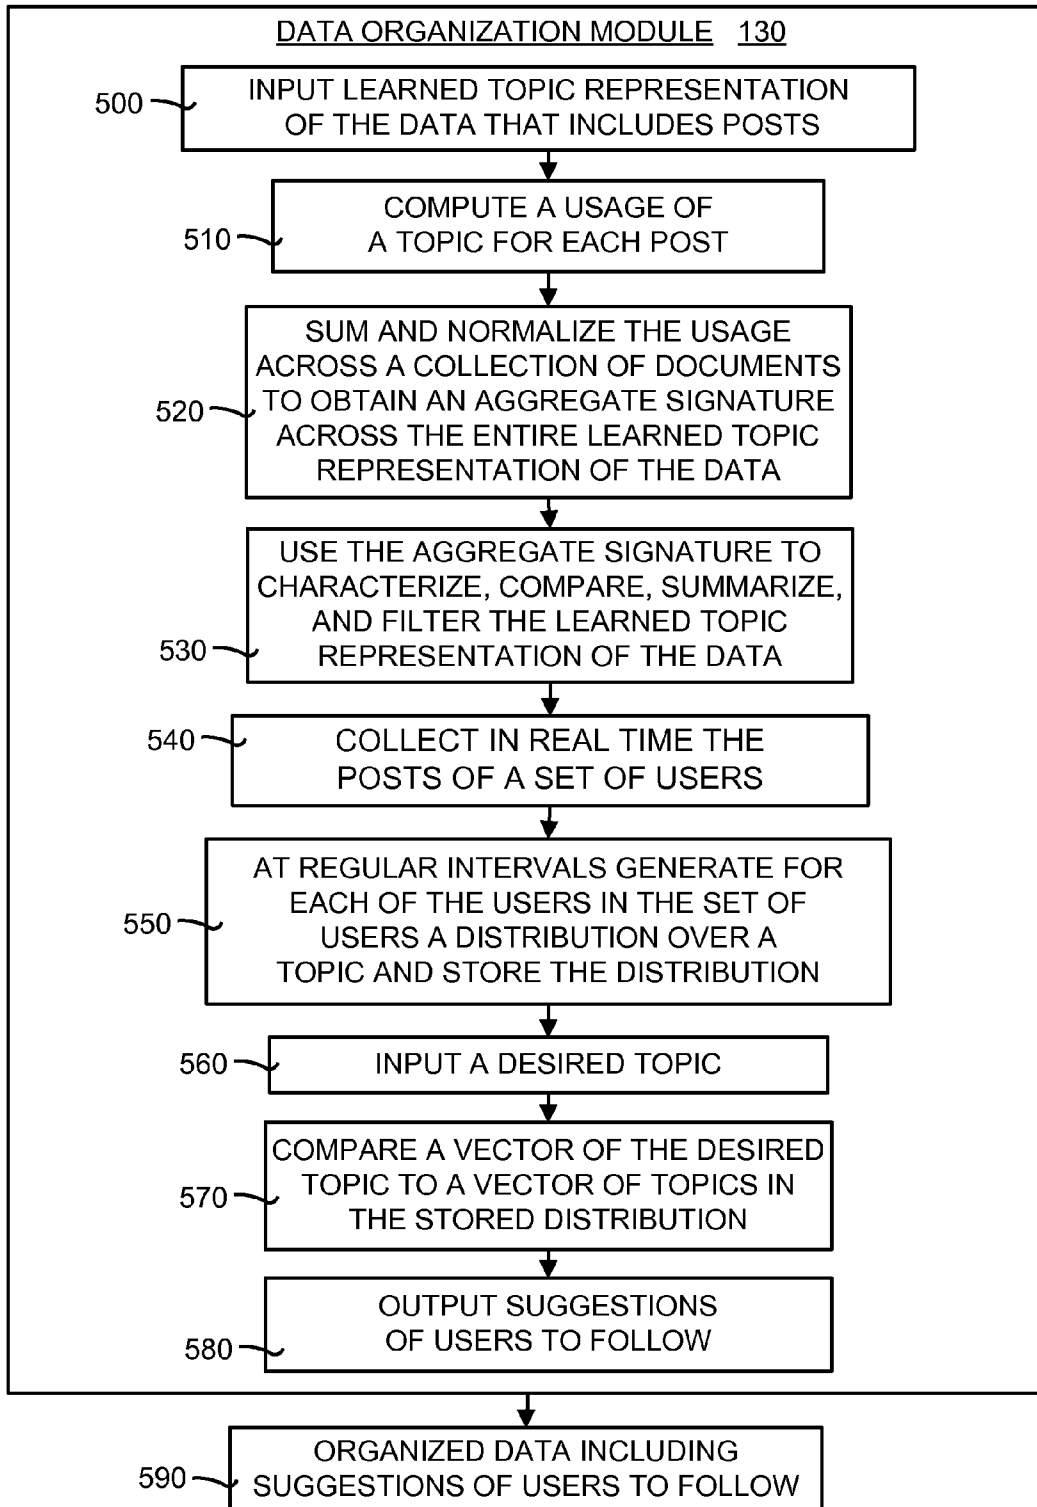 DATA ORGANIZATION MODULE 130
500
INPUT LEARNED TOPIC REPRESENTATION
OF THE DATA THAT INCLUDES POSTS
510
COMPUTE A USAGE OF
A TOPIC FOR EACH POST
520
SUM AND NORMALIZE THE USAGE
ACROSS A COLLECTION OF DOCUMENTS
TO OBTAIN AN AGGREGATE SIGNATURE
ACROSS THE ENTIRE LEARNED TOPIC
REPRESENTATION OF THE DATA
530
USE THE AGGREGATE SIGNATURE TO
CHARACTERIZE, COMPARE, SUMMARIZE,
AND FILTER THE LEARNED TOPIC
REPRESENTATION OF THE DATA
540
COLLECT IN REAL TIME THE
POSTS OF A SET OF USERS
550
AT REGULAR INTERVALS GENERATE FOR
EACH OF THE USERS IN THE SET OF
USERS A DISTRIBUTION OVER A
TOPIC AND STORE THE DISTRIBUTION
560
INPUT A DESIRED TOPIC
570
COMPARE A VECTOR OF THE DESIRED
TOPIC TO A VECTOR OF TOPICS IN
THE STORED DISTRIBUTION
580
OUTPUT SUGGESTIONS
OF USERS TO FOLLOW
590
ORGANIZED DATA INCLUDING
SUGGESTIONS OF USERS TO FOLLOW